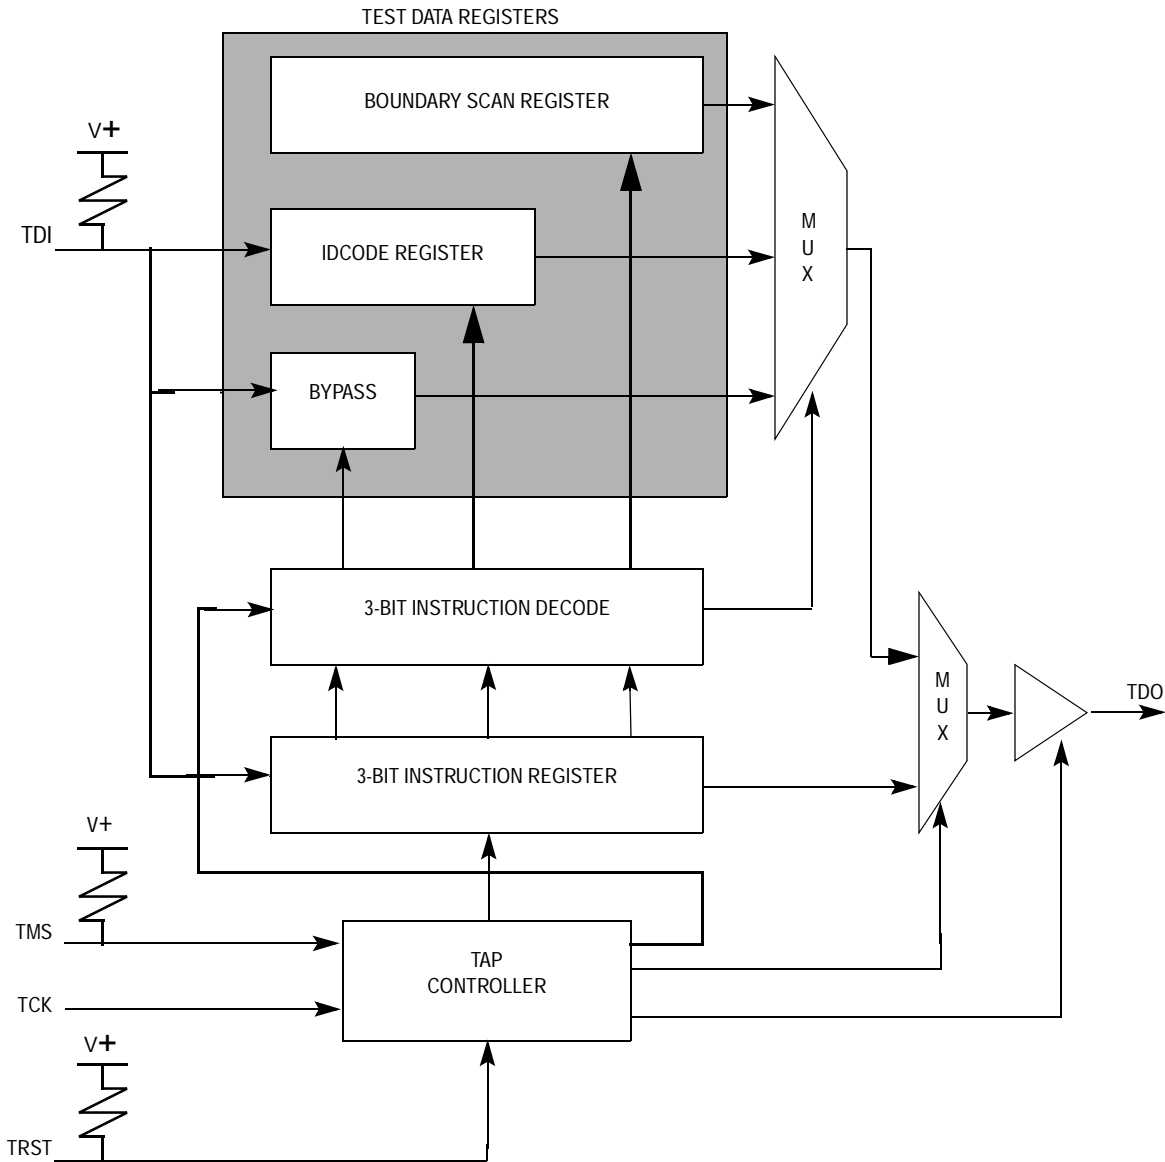 TEST DATA REGISTERS
BOUNDARY SCAN REGISTER
V+
M
U
X
TDI
IDCODE REGISTER
BYPASS
3-BIT INSTRUCTION DECODE
M
U
X
TDO
3-BIT INSTRUCTION REGISTER
V+
TMS
TAP
CONTROLLER
TCK
V+
TRST